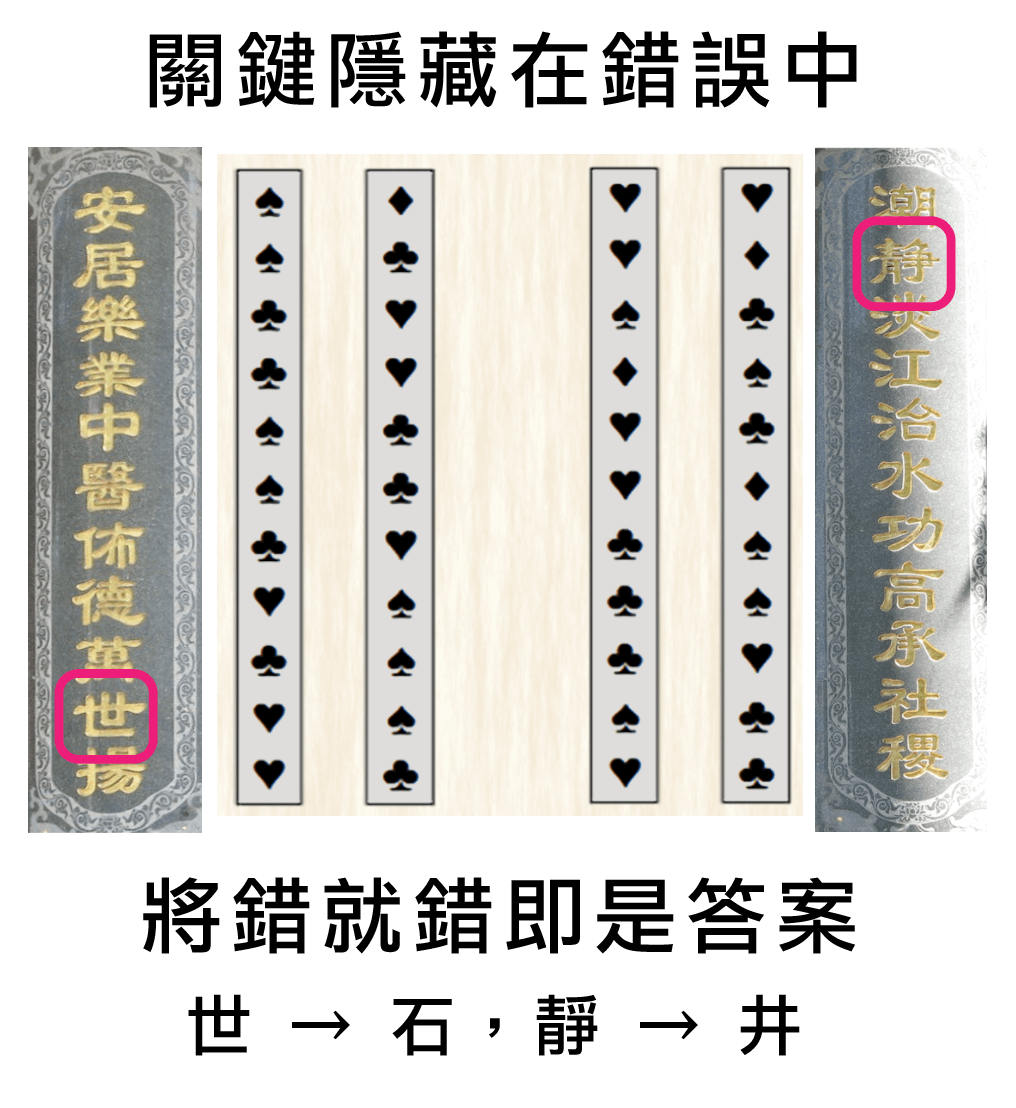 關鍵隱藏在錯誤中
安居樂業中醫佈德萬世揚
潮靜淡江治水功高承社稷
將錯就錯即是答案
世 → 石，靜 → 井